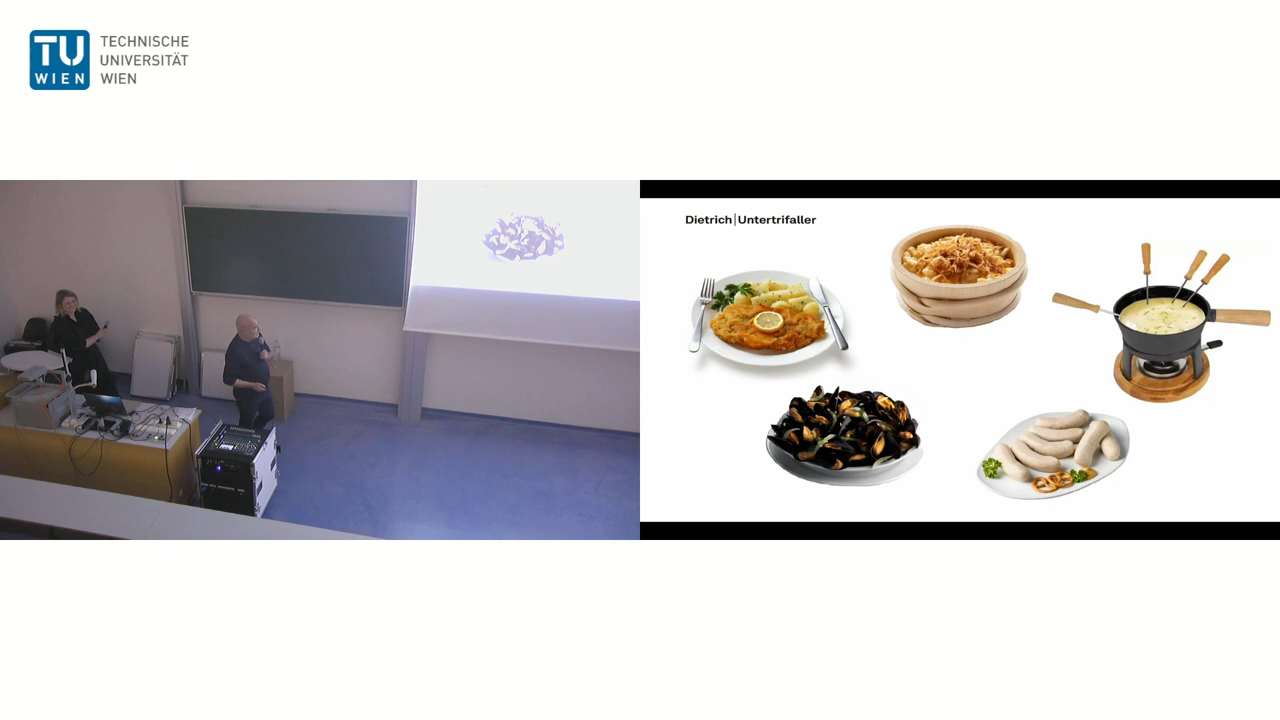 TU
WIEN
TECHNISCHE
UNIVERSITÄT
WIEN
Dietrich|Untertrifaller